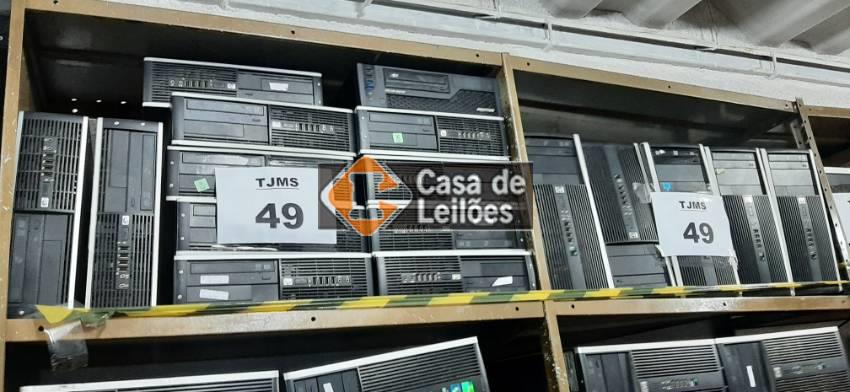 TJMS
49
Casa de
Leilões
TJMS
49